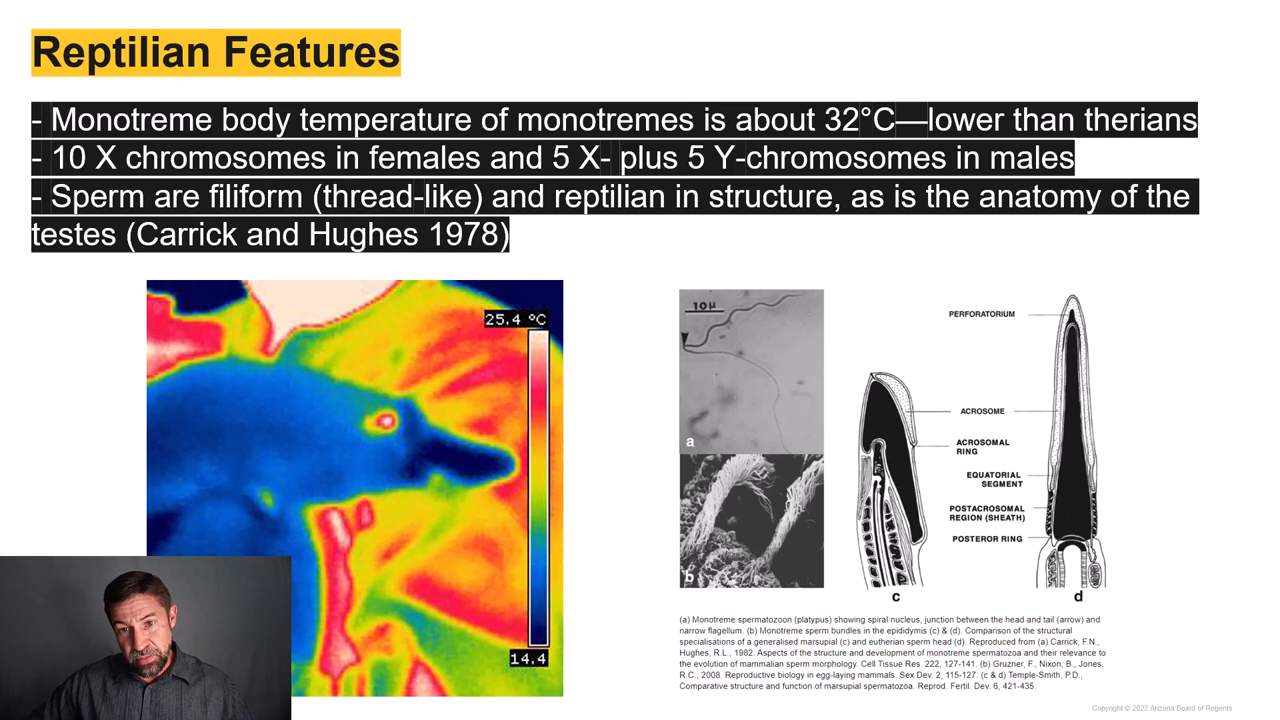 Reptilian Features
- Monotreme body temperature of monotremes is about 32°C—lower than therians
- 10 X chromosomes in females and 5 X- plus 5 Y-chromosomes in males
- Sperm are filiform (thread-like) and reptilian in structure, as is the anatomy of the
testes (Carrick and Hughes 1978)
25.4 ºC
14.4
10μ
a
b
PERFORATORIUM
ACROSOME
ACROSOMAL
RING
EQUATORIAL
SEGMENT
POSTACROSOMAL
REGION (SHEATH)
POSTEROR RING
c
d
(a) Monotreme spermatozoon (platypus) showing spiral nucleus, junction between the head and tail (arrow) and
narrow flagellum. (b) Monotreme sperm bundles in the epididymis (c) & (d). Comparison of the structural
specialisations of a generalised marsupial (c) and eutherian sperm head (d). Reproduced from (a) Carrick, F.N.,
Hughes, R.L., 1982. Aspects of the structure and development of monotreme spermatozoa and their relevance to
the evolution of mammalian sperm morphology. Cell Tissue Res. 222, 127-141. (b) Gruzner, F., Nixon, B., Jones,
R.C., 2008. Reproductive biology in egg-laying mammals. Sex Dev. 2, 115-127. (c & d) Temple-Smith, P.D.,
Comparative structure and function of marsupial spermatozoa. Reprod. Fertil. Dev. 6, 421-435.
Copyright © 2022 Arizona Board of Regents